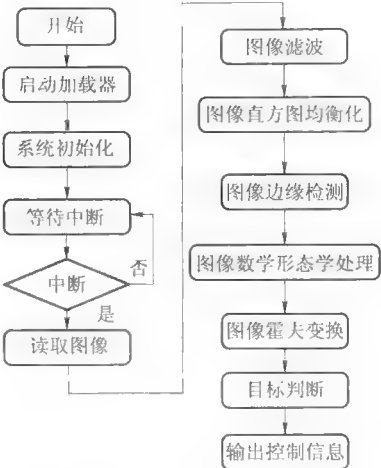 开始
启动加载器
系统初始化
等待中断
中断
否
是
读取图像
图像滤波
图像直方图均衡化
图像边缘检测
图像数学形态学处理
图像霍夫变换
目标判断
输出控制信息